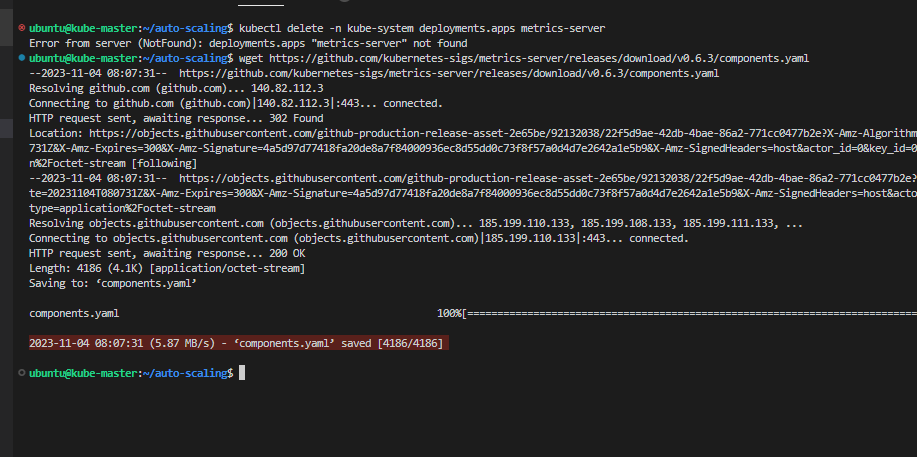 ubuntu@kube-master:~/auto-scaling$ kubectl delete -n kube-system deployments.apps metrics-server
Error from server (NotFound): deployments.apps "metrics-server" not found
ubuntu@kube-master:~/auto-scaling$ wget https://github.com/kubernetes-sigs/metrics-server/releases/download/v0.6.3/components.yaml
--2023-11-04 08:07:31--  https://github.com/kubernetes-sigs/metrics-server/releases/download/v0.6.3/components.yaml
Resolving github.com (github.com)... 140.82.112.3
Connecting to github.com (github.com)|140.82.112.3|:443... connected.
HTTP request sent, awaiting response... 302 Found
Location: https://objects.githubusercontent.com/github-production-release-asset-2e65be/92132038/22f5d9ae-42db-4bae-86a2-771cc0477b2e?X-Amz-Algorithm
731Z&X-Amz-Expires=300&X-Amz-Signature=4a5d97d77418fa20de8a7f84000936ec8d55dd0c73f8f57a0d4d7e2642a1e5b9&X-Amz-SignedHeaders=host&actor_id=0&key_id=0
n%2Foctet-stream [following]
--2023-11-04 08:07:31--  https://objects.githubusercontent.com/github-production-release-asset-2e65be/92132038/22f5d9ae-42db-4bae-86a2-771cc0477b2e?
te=20231104T080731Z&X-Amz-Expires=300&X-Amz-Signature=4a5d97d77418fa20de8a7f84000936ec8d55dd0c73f8f57a0d4d7e2642a1e5b9&X-Amz-SignedHeaders=host&acto
type=application%2Foctet-stream
Resolving objects.githubusercontent.com (objects.githubusercontent.com)... 185.199.110.133, 185.199.108.133, 185.199.111.133, ...
Connecting to objects.githubusercontent.com (objects.githubusercontent.com)|185.199.110.133|:443... connected.
HTTP request sent, awaiting response... 200 OK
Length: 4186 (4.1K) [application/octet-stream]
Saving to: ‘components.yaml’
components.yaml 100%[===========================================================================
2023-11-04 08:07:31 (5.87 MB/s) - ‘components.yaml’ saved [4186/4186]
ubuntu@kube-master:~/auto-scaling$